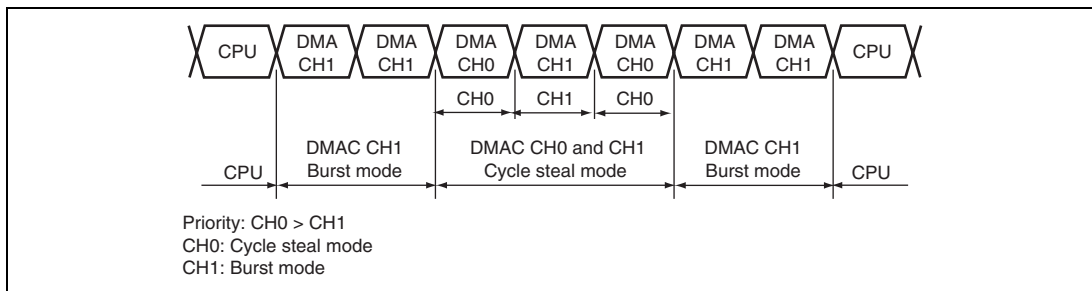 CPU DMA CH1 DMA CH1 DMA CH0 DMA CH1 DMA CH0 DMA CH1 DMA CH1 CPU
CH0 CH1 CH0
DMAC CH1 DMAC CH0 and CH1 DMAC CH1
CPU Burst mode Cycle steal mode Burst mode CPU
Priority: CH0 > CH1
CH0: Cycle steal mode
CH1: Burst mode